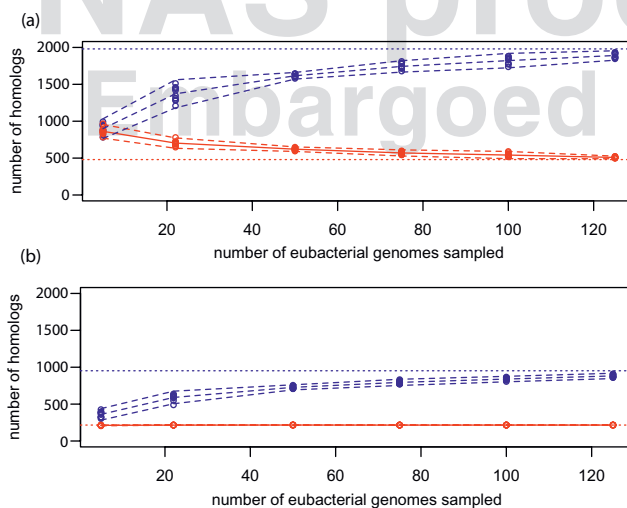 NAS proo
Embargoed
(a)
number of homologs
2000
1500
1000
500
0
20 40 60 80 100 120
number of eubacterial genomes sampled
(b)
number of homologs
2000
1500
1000
500
0
20 40 60 80 100 120
number of eubacterial genomes sampled